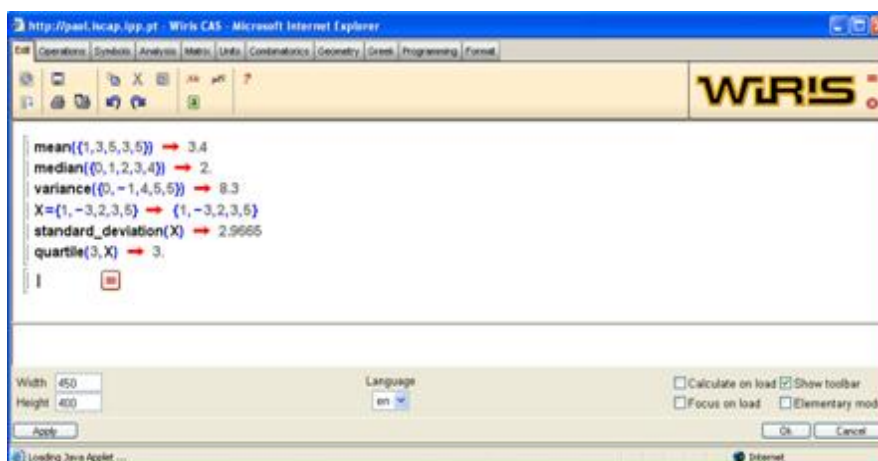 http://paol.iscap.ipp.pt - Wiris CAS - Microsoft Internet Explorer
Edit Operations Symbols Analysis Matrix Units Combinatorics Geometry Greek Programming Format
WIRIS
mean({1,3,5,3,5}) → 3.4
median({0,1,2,3,4}) → 2.
variance({0,-1,4,5,5}) → 8.3
X={1,-3,2,3,5} → {1,-3,2,3,5}
standard_deviation(X) → 2.9665
quartile(3,X) → 3.
Width 450 Language Calculate on load Show toolbar
Height 400 en Focus on load Elementary mod
Apply Ok Cancel
Loading Java Applet ... Internet